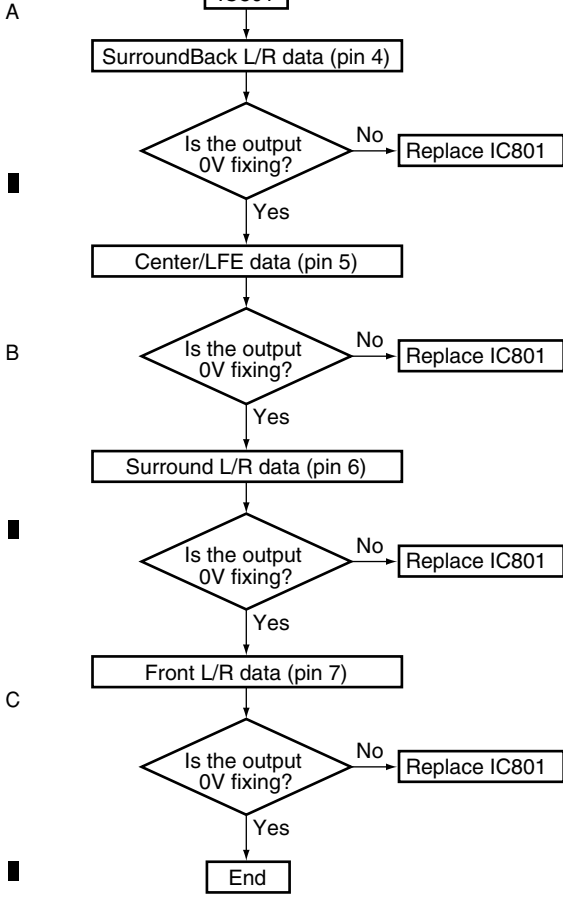 A
IC801
SurroundBack L/R data (pin 4)
Is the output
0V fixing?
No
Replace IC801
Yes
Center/LFE data (pin 5)
B
Is the output
0V fixing?
No
Replace IC801
Yes
Surround L/R data (pin 6)
Is the output
0V fixing?
No
Replace IC801
Yes
Front L/R data (pin 7)
C
Is the output
0V fixing?
No
Replace IC801
Yes
End